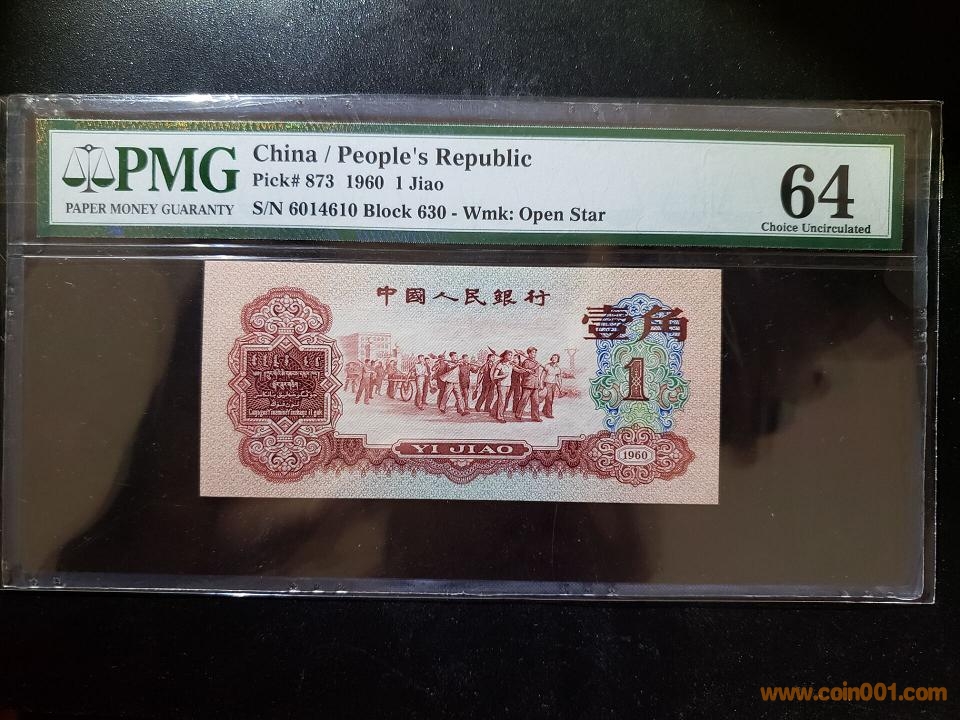 PMG
PAPER MONEY GUARANTY
China / People's Republic
Pick# 873 1960 1 Jiao
S/N 6014610 Block 630 - Wmk: Open Star
64
Choice Uncirculated
中國人民銀行
壹角
1
YI JIAO
1960
www.coin001.com